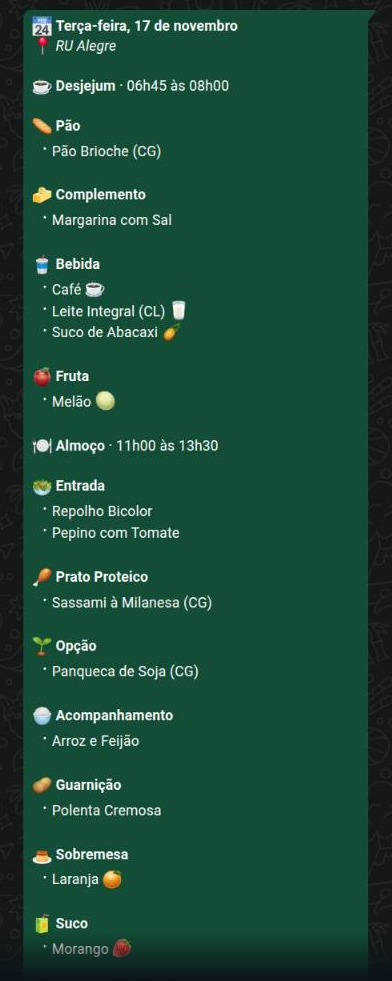 Terça-feira, 17 de novembro
RU Alegre
Desjejum · 06h45 às 08h00
Pão
· Pão Brioche (CG)
Complemento
· Margarina com Sal
Bebida
· Café
· Leite Integral (CL)
· Suco de Abacaxi
Fruta
· Melão
Almoço · 11h00 às 13h30
Entrada
· Repolho Bicolor
· Pepino com Tomate
Prato Proteico
· Sassami à Milanesa (CG)
Opção
· Panqueca de Soja (CG)
Acompanhamento
· Arroz e Feijão
Guarnição
· Polenta Cremosa
Sobremesa
· Laranja
Suco
· Morango